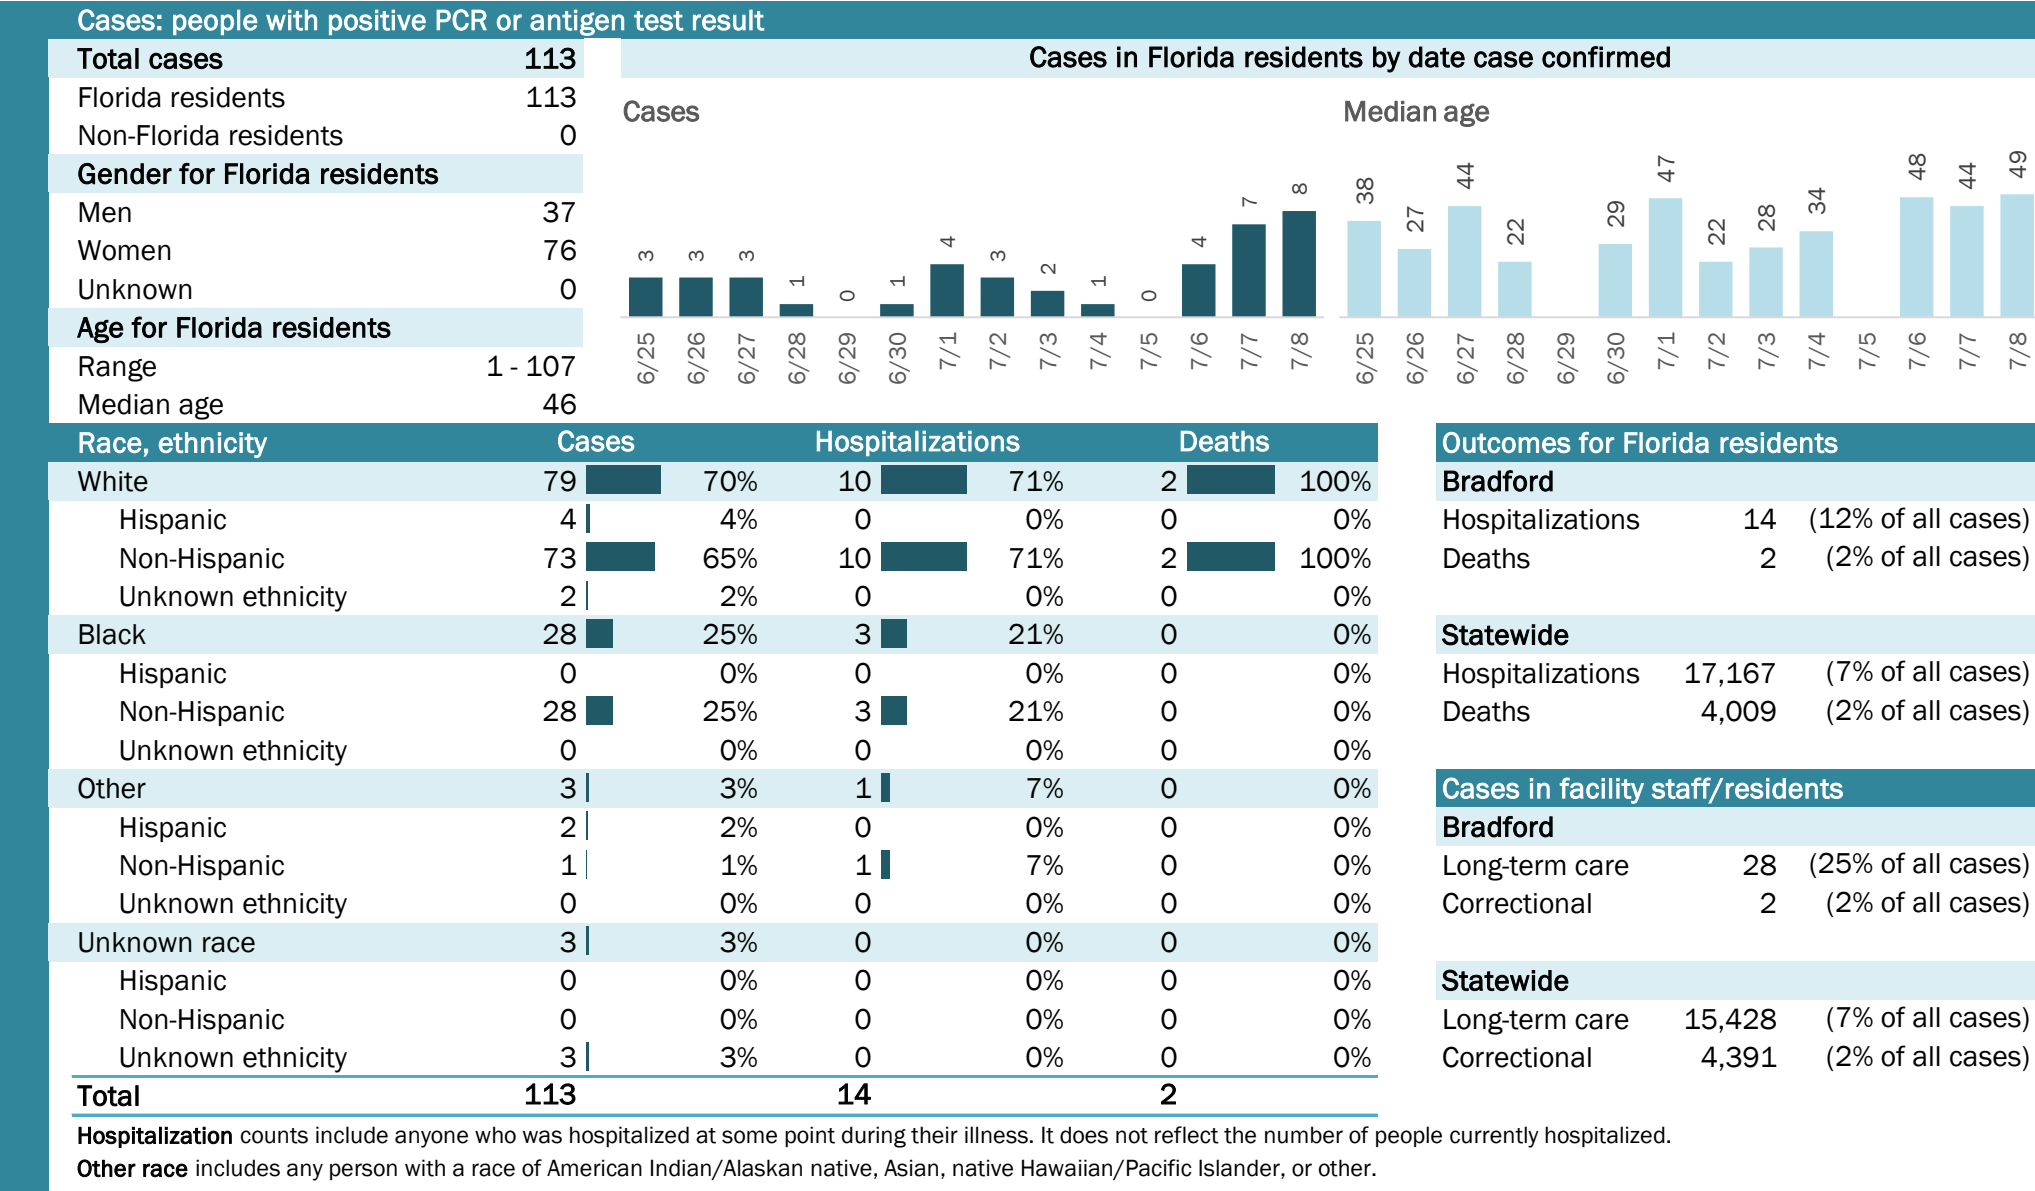 Cases: people with positive PCR or antigen test result
Total cases 113
Florida residents 113
Non-Florida residents 0
Gender for Florida residents
Men 37
Women 76
Unknown 0
Age for Florida residents
Range 1 - 107
Median age 46
Cases in Florida residents by date case confirmed
Cases
3 3 3 1 0 1 4 3 2 1 0 4 7 8
6/25 6/26 6/27 6/28 6/29 6/30 7/1 7/2 7/3 7/4 7/5 7/6 7/7 7/8
Median age
38 27 44 22 29 47 22 28 34 48 44 49
6/25 6/26 6/27 6/28 6/29 6/30 7/1 7/2 7/3 7/4 7/5 7/6 7/7 7/8
Race, ethnicity Cases Hospitalizations Deaths
White 79 70% 10 71% 2 100%
Hispanic 4 4% 0 0% 0 0%
Non-Hispanic 73 65% 10 71% 2 100%
Unknown ethnicity 2 2% 0 0% 0 0%
Black 28 25% 3 21% 0 0%
Hispanic 0 0% 0 0% 0 0%
Non-Hispanic 28 25% 3 21% 0 0%
Unknown ethnicity 0 0% 0 0% 0 0%
Other 3 3% 1 7% 0 0%
Hispanic 2 2% 0 0% 0 0%
Non-Hispanic 1 1% 1 7% 0 0%
Unknown ethnicity 0 0% 0 0% 0 0%
Unknown race 3 3% 0 0% 0 0%
Hispanic 0 0% 0 0% 0 0%
Non-Hispanic 0 0% 0 0% 0 0%
Unknown ethnicity 3 3% 0 0% 0 0%
Total 113 14 2
Outcomes for Florida residents
Bradford
Hospitalizations 14 (12% of all cases)
Deaths 2 (2% of all cases)
Statewide
Hospitalizations 17,167 (7% of all cases)
Deaths 4,009 (2% of all cases)
Cases in facility staff/residents
Bradford
Long-term care 28 (25% of all cases)
Correctional 2 (2% of all cases)
Statewide
Long-term care 15,428 (7% of all cases)
Correctional 4,391 (2% of all cases)
Hospitalization counts include anyone who was hospitalized at some point during their illness. It does not reflect the number of people currently hospitalized.
Other race includes any person with a race of American Indian/Alaskan native, Asian, native Hawaiian/Pacific Islander, or other.